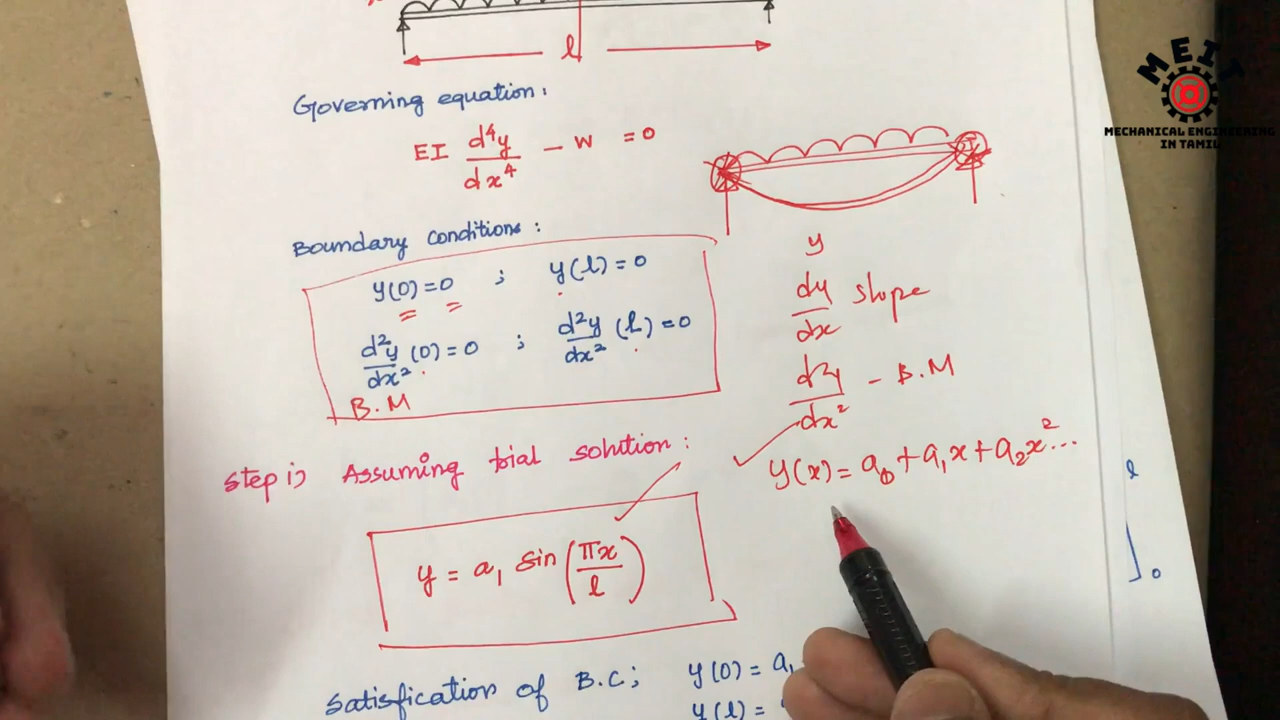 l
Governing equation:
EI d⁴y/dx⁴ - w = 0
Boundary conditions:
y(0)=0 ; y(l)=0
d²y/dx² (0)=0 ; d²y/dx² (l)=0
B.M
y
dy/dx slope
d²y/dx² - B.M
y(x) = a₀ + a₁x + a₂x² ...
Step i) Assuming trial solution:
y = a₁ sin(πx/l)
Satisfication of B.C; y(0) = a₁
y(l) =
l
]₀
MEIT
MECHANICAL ENGINEERING
IN TAMIL